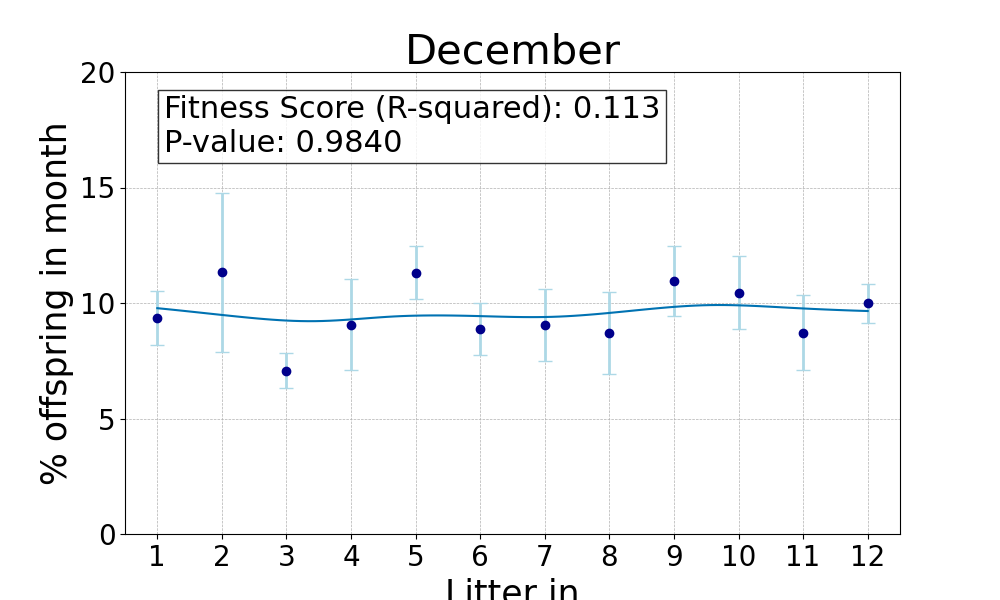 December
Fitness Score (R-squared): 0.113
P-value: 0.9840
% offspring in month
20
15
10
5
0
1 2 3 4 5 6 7 8 9 10 11 12
Litter in